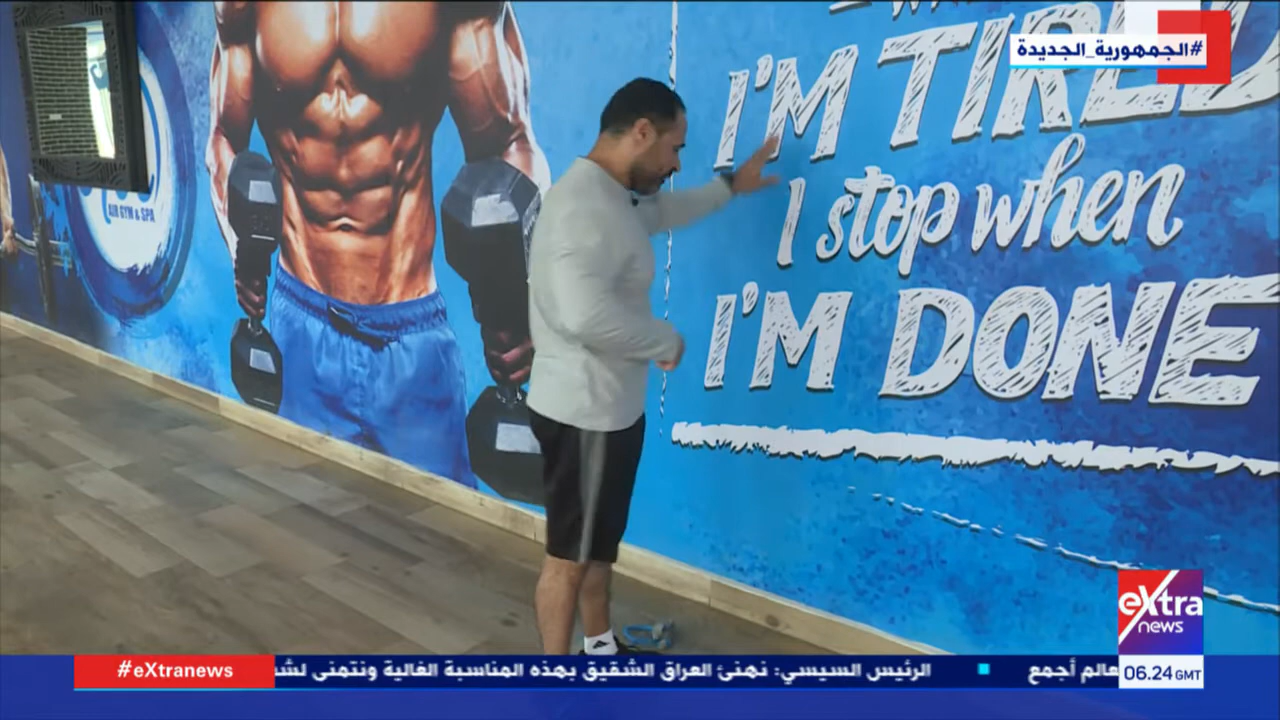 #الجمهورية_الجديدة
I'M TIRED
I stop when
I'M DONE
AIR GYM & SPA
eXtra
news
06.24 GMT
#eXtranews
الرئيس السيسي: نهنئ العراق الشقيق بهذه المناسبة الغالية ونتمنى
أجمع